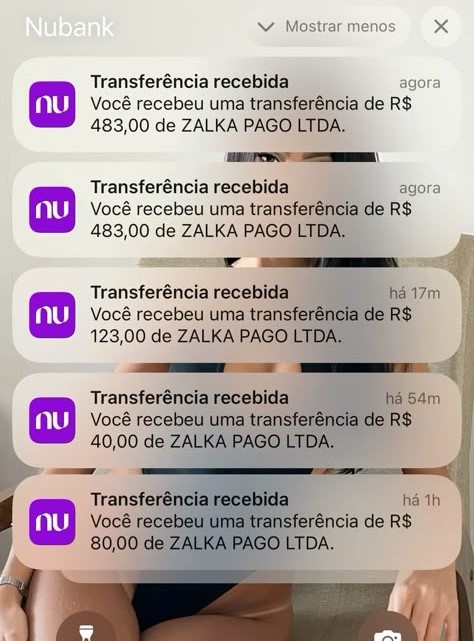 Nubank
Mostrar menos
Transferência recebida
agora
Você recebeu uma transferência de R$
483,00 de ZALKA PAGO LTDA.
nu
Transferência recebida
agora
Você recebeu uma transferência de R$
483,00 de ZALKA PAGO LTDA.
nu
Transferência recebida
há 17m
Você recebeu uma transferência de R$
123,00 de ZALKA PAGO LTDA.
nu
Transferência recebida
há 54m
Você recebeu uma transferência de R$
40,00 de ZALKA PAGO LTDA.
nu
Transferência recebida
há 1h
Você recebeu uma transferência de R$
80,00 de ZALKA PAGO LTDA.
nu